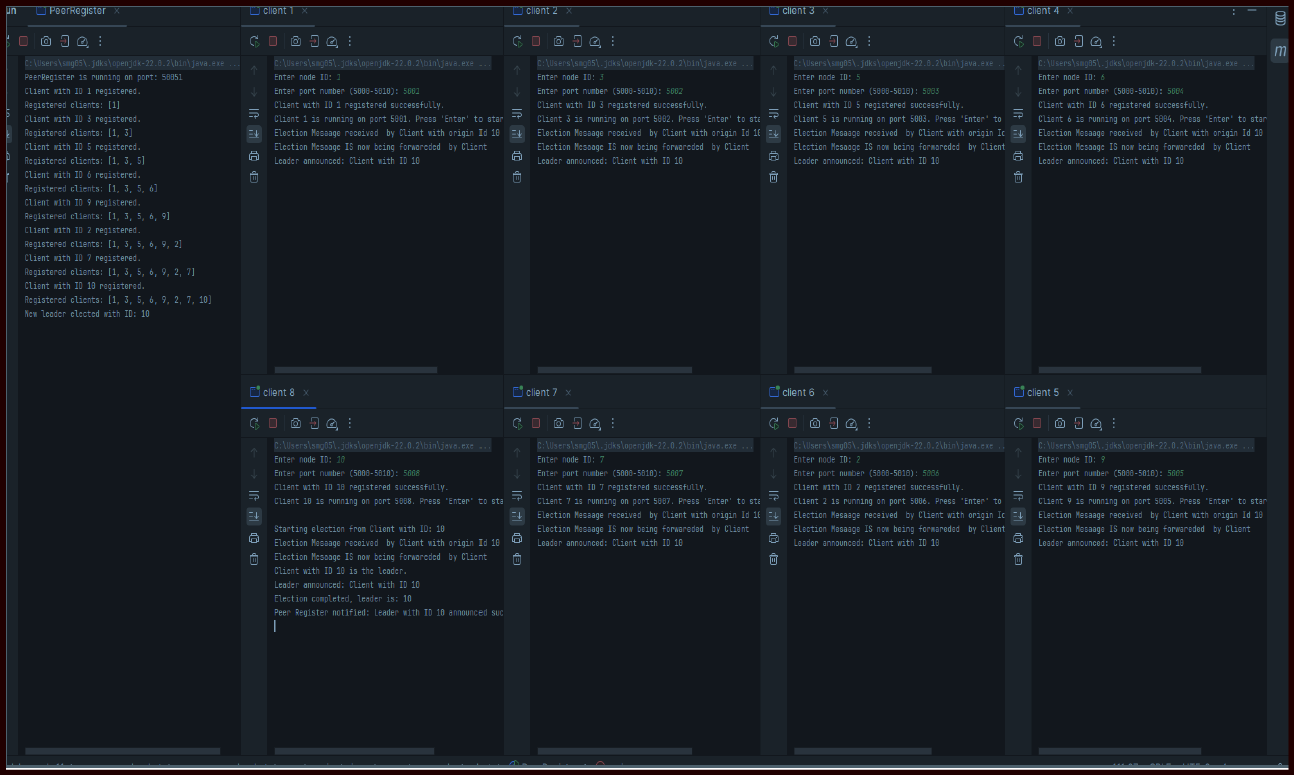 un
PeerRegister
C:\Users\smg05\.jdks\openjdk-22.0.2\bin\java.exe ...
PeerRegister is running on port: 50051
Client with ID 1 registered.
Registered clients: [1]
Client with ID 3 registered.
Registered clients: [1, 3]
Client with ID 5 registered.
Registered clients: [1, 3, 5]
Client with ID 6 registered.
Registered clients: [1, 3, 5, 6]
Client with ID 9 registered.
Registered clients: [1, 3, 5, 6, 9]
Client with ID 2 registered.
Registered clients: [1, 3, 5, 6, 9, 2]
Client with ID 7 registered.
Registered clients: [1, 3, 5, 6, 9, 2, 7]
Client with ID 10 registered.
Registered clients: [1, 3, 5, 6, 9, 2, 7, 10]
New leader elected with ID: 10
client 1
C:\Users\smg05\.jdks\openjdk-22.0.2\bin\java.exe ...
Enter node ID: 1
Enter port number (5000-5010): 5001
Client with ID 1 registered successfully.
Client 1 is running on port 5001. Press 'Enter' to star
Election Mesaage received  by Client with origin Id 10
Election Mesaage IS now being forwareded  by Client
Leader announced: Client with ID 10
client 2
C:\Users\smg05\.jdks\openjdk-22.0.2\bin\java.exe ...
Enter node ID: 3
Enter port number (5000-5010): 5002
Client with ID 3 registered successfully.
Client 3 is running on port 5002. Press 'Enter' to sta
Election Mesaage received  by Client with origin Id 10
Election Mesaage IS now being forwareded  by Client
Leader announced: Client with ID 10
client 3
C:\Users\smg05\.jdks\openjdk-22.0.2\bin\java.exe ...
Enter node ID: 5
Enter port number (5000-5010): 5003
Client with ID 5 registered successfully.
Client 5 is running on port 5003. Press 'Enter' to
Election Mesaage received  by Client with origin Id
Election Mesaage IS now being forwareded  by Client
Leader announced: Client with ID 10
client 4
C:\Users\smg05\.jdks\openjdk-22.0.2\bin\java.exe ...
Enter node ID: 6
Enter port number (5000-5010): 5004
Client with ID 6 registered successfully.
Client 6 is running on port 5004. Press 'Enter' to star
Election Mesaage received  by Client with origin Id 10
Election Mesaage IS now being forwareded  by Client
Leader announced: Client with ID 10
m
client 8
C:\Users\smg05\.jdks\openjdk-22.0.2\bin\java.exe ...
Enter node ID: 10
Enter port number (5000-5010): 5008
Client with ID 10 registered successfully.
Client 10 is running on port 5008. Press 'Enter' to sta
Starting election from Client with ID: 10
Election Mesaage received  by Client with origin Id 10
Election Mesaage IS now being forwareded  by Client
Client with ID 10 is the leader.
Leader announced: Client with ID 10
Election completed, leader is: 10
Peer Register notified: Leader with ID 10 announced suc
client 7
C:\Users\smg05\.jdks\openjdk-22.0.2\bin\java.exe ...
Enter node ID: 7
Enter port number (5000-5010): 5007
Client with ID 7 registered successfully.
Client 7 is running on port 5007. Press 'Enter' to sta
Election Mesaage received  by Client with origin Id 10
Election Mesaage IS now being forwareded  by Client
Leader announced: Client with ID 10
client 6
C:\Users\smg05\.jdks\openjdk-22.0.2\bin\java.exe ...
Enter node ID: 2
Enter port number (5000-5010): 5006
Client with ID 2 registered successfully.
Client 2 is running on port 5006. Press 'Enter' to
Election Mesaage received  by Client with origin Id
Election Mesaage IS now being forwareded  by Client
Leader announced: Client with ID 10
client 5
C:\Users\smg05\.jdks\openjdk-22.0.2\bin\java.exe ...
Enter node ID: 9
Enter port number (5000-5010): 5005
Client with ID 9 registered successfully.
Client 9 is running on port 5005. Press 'Enter' to star
Election Mesaage received  by Client with origin Id 10
Election Mesaage IS now being forwareded  by Client
Leader announced: Client with ID 10